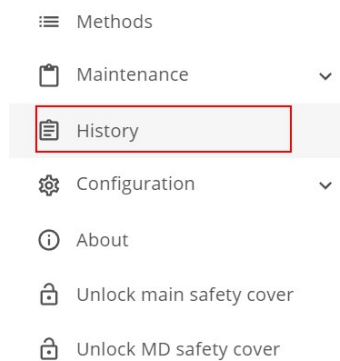 Methods
Maintenance
History
Configuration
About
Unlock main safety cover
Unlock MD safety cover